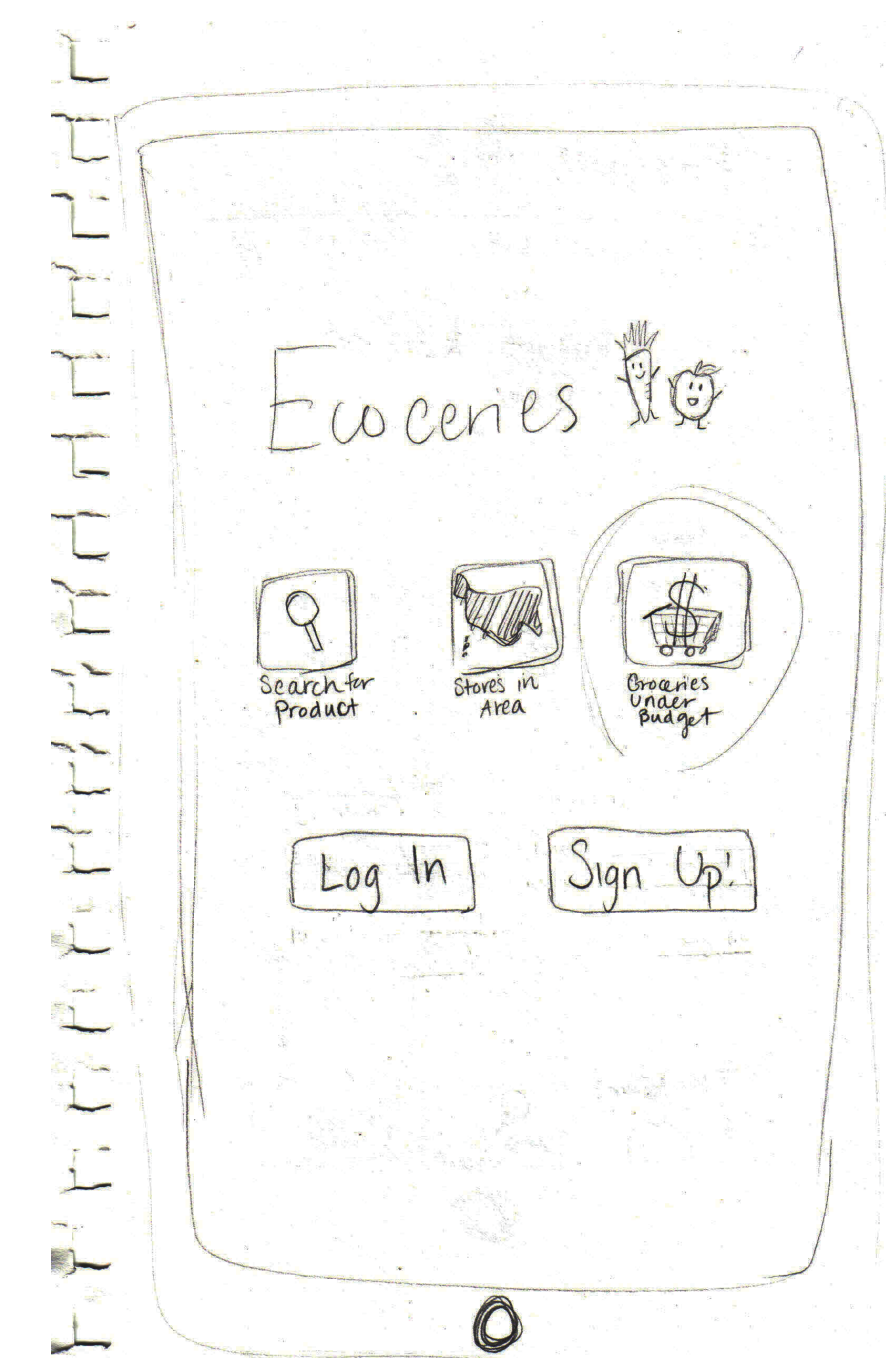 Ecoceries
Search for
Product
Stores in
Area
Groceries
Under
Budget
$
Log In
Sign Up!